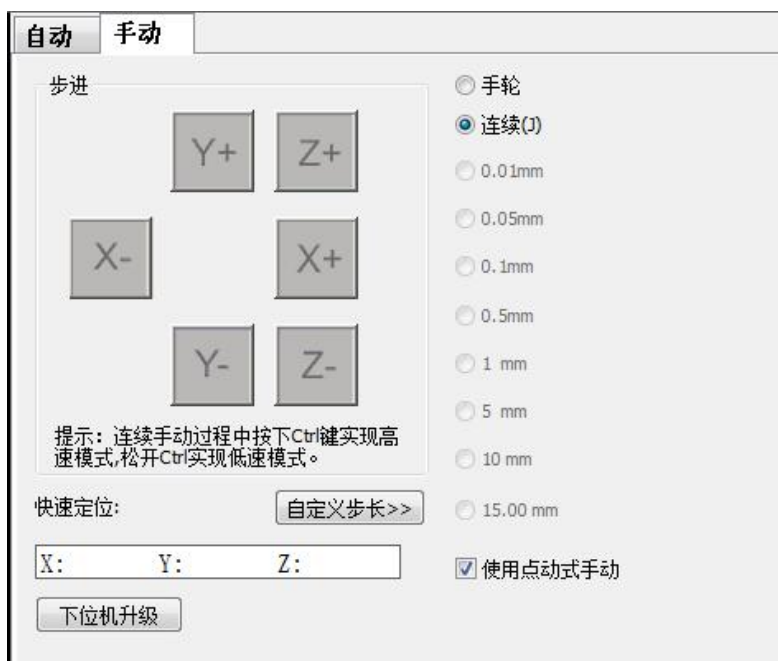 自动 手动
步进
Y+ Z+
X- X+
Y- Z-
提示：连续手动过程中按下Ctrl键实现高
速模式,松开Ctrl实现低速模式。
快速定位:
自定义步长>>
X: Y: Z:
下位机升级
手轮
连续(J)
0.01mm
0.05mm
0.1mm
0.5mm
1 mm
5 mm
10 mm
15.00 mm
使用点动式手动